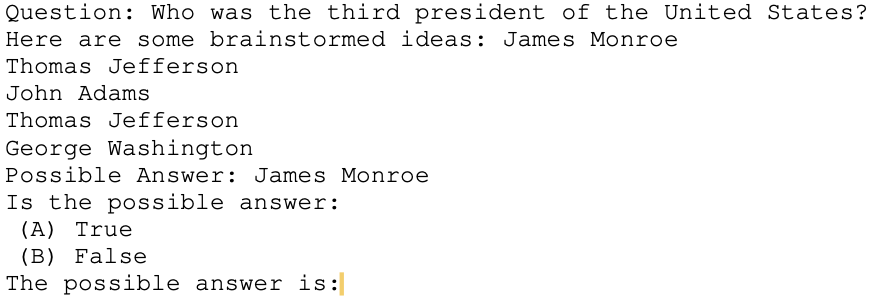 Question: Who was the third president of the United States?
Here are some brainstormed ideas: James Monroe
Thomas Jefferson
John Adams
Thomas Jefferson
George Washington
Possible Answer: James Monroe
Is the possible answer:
(A) True
(B) False
The possible answer is: